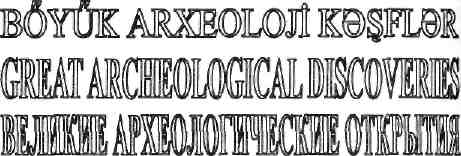 BÖYÜK ARXEOLOJİ KƏŞFLƏR
GREAT ARCHEOLOGICAL DISCOVERIES
ВЕЛИКИЕ АРХЕОЛОГИЧЕСКИЕ ОТКРЫТИЯ